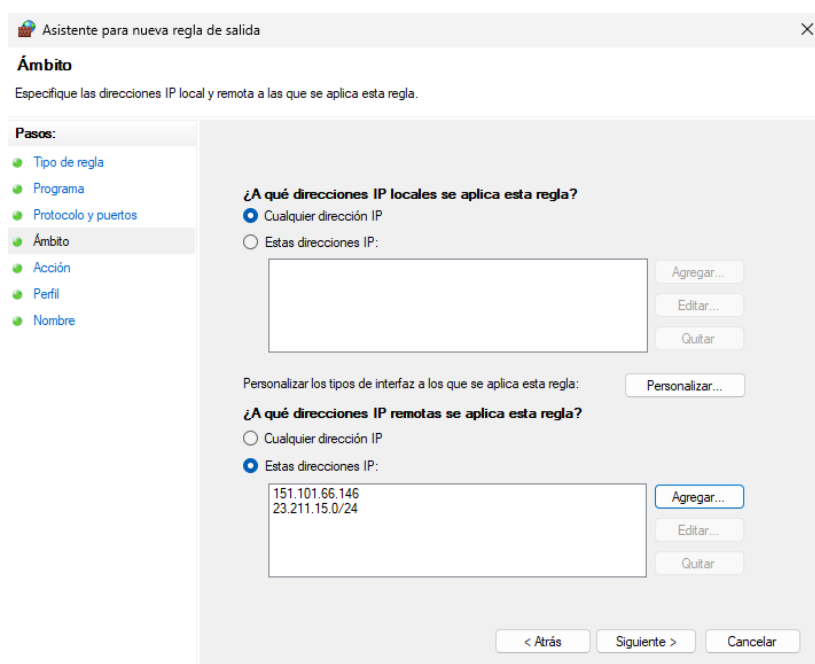 Asistente para nueva regla de salida
Ámbito
Especifique las direcciones IP local y remota a las que se aplica esta regla.
Pasos:
Tipo de regla
Programa
Protocolo y puertos
Ámbito
Acción
Perfil
Nombre
¿A qué direcciones IP locales se aplica esta regla?
Cualquier dirección IP
Estas direcciones IP:
Agregar...
Editar...
Quitar
Personalizar los tipos de interfaz a los que se aplica esta regla:
Personalizar...
¿A qué direcciones IP remotas se aplica esta regla?
Cualquier dirección IP
Estas direcciones IP:
151.101.66.146
23.211.15.0/24
Agregar...
Editar...
Quitar
< Atrás
Siguiente >
Cancelar